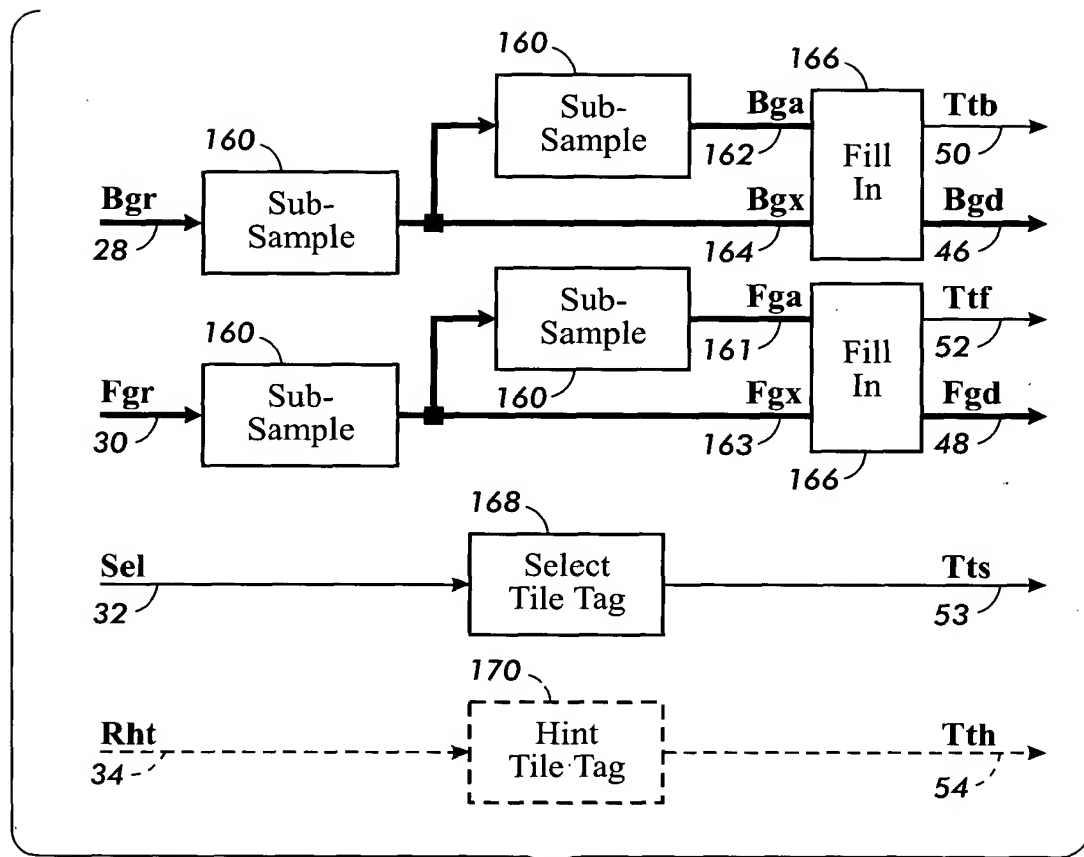 160
166
Sub-
Sample
Bga
162
Fill
In
Ttb
50
160
Bgr
28
Sub-
Sample
Bgx
164
Bgd
46
Sub-
Sample
160
Fga
161
Fill
In
166
Ttf
52
160
Fgr
30
Sub-
Sample
Fgx
163
Fgd
48
168
Sel
32
Select
Tile Tag
Tts
53
170
Rht
34
Hint
Tile Tag
Tth
54